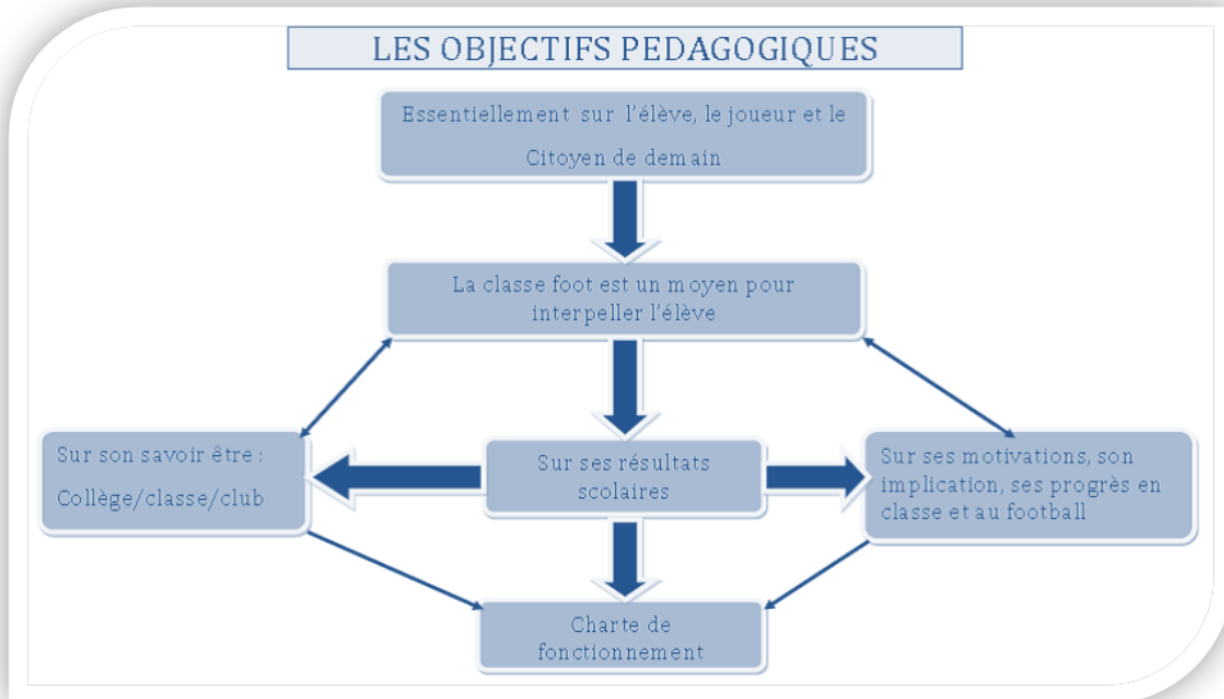 LES OBJECTIFS PEDAGOGIQUES
Essentiellement sur l'élève, le joueur et le
Citoyen de demain
La classe foot est un moyen pour
interpeller l'élève
Sur son savoir être :
Collège/classe/club
Sur ses résultats
scolaires
Sur ses motivations, son
implication, ses progrès en
classe et au football
Charte de
fonctionnement